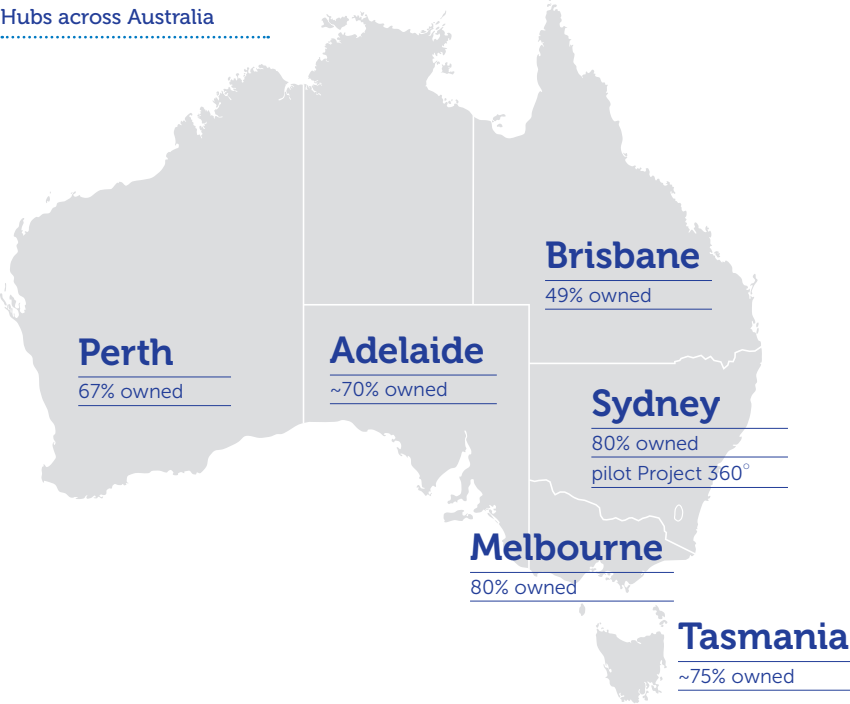 Hubs across Australia
Brisbane
49% owned
Perth
67% owned
Adelaide
~70% owned
Sydney
80% owned
pilot Project 360°
Melbourne
80% owned
Tasmania
~75% owned